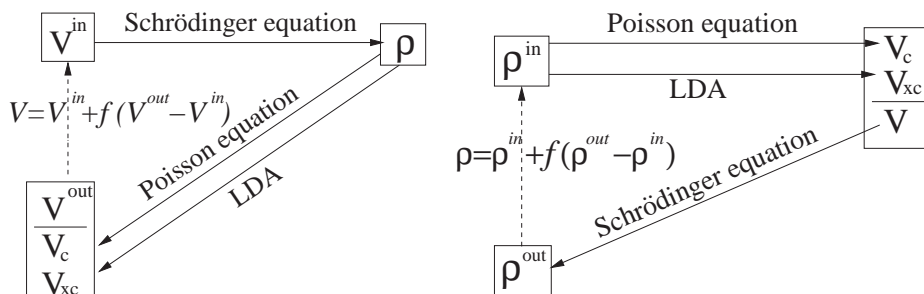 V^in
Schrödinger equation
ρ
V=V^in+f(V^out−V^in)
Poisson equation
LDA
V^out
V_c
V_xc
ρ^in
Poisson equation
LDA
V_c
V_xc
V
ρ=ρ^in+f(ρ^out−ρ^in)
Schrödinger equation
ρ^out